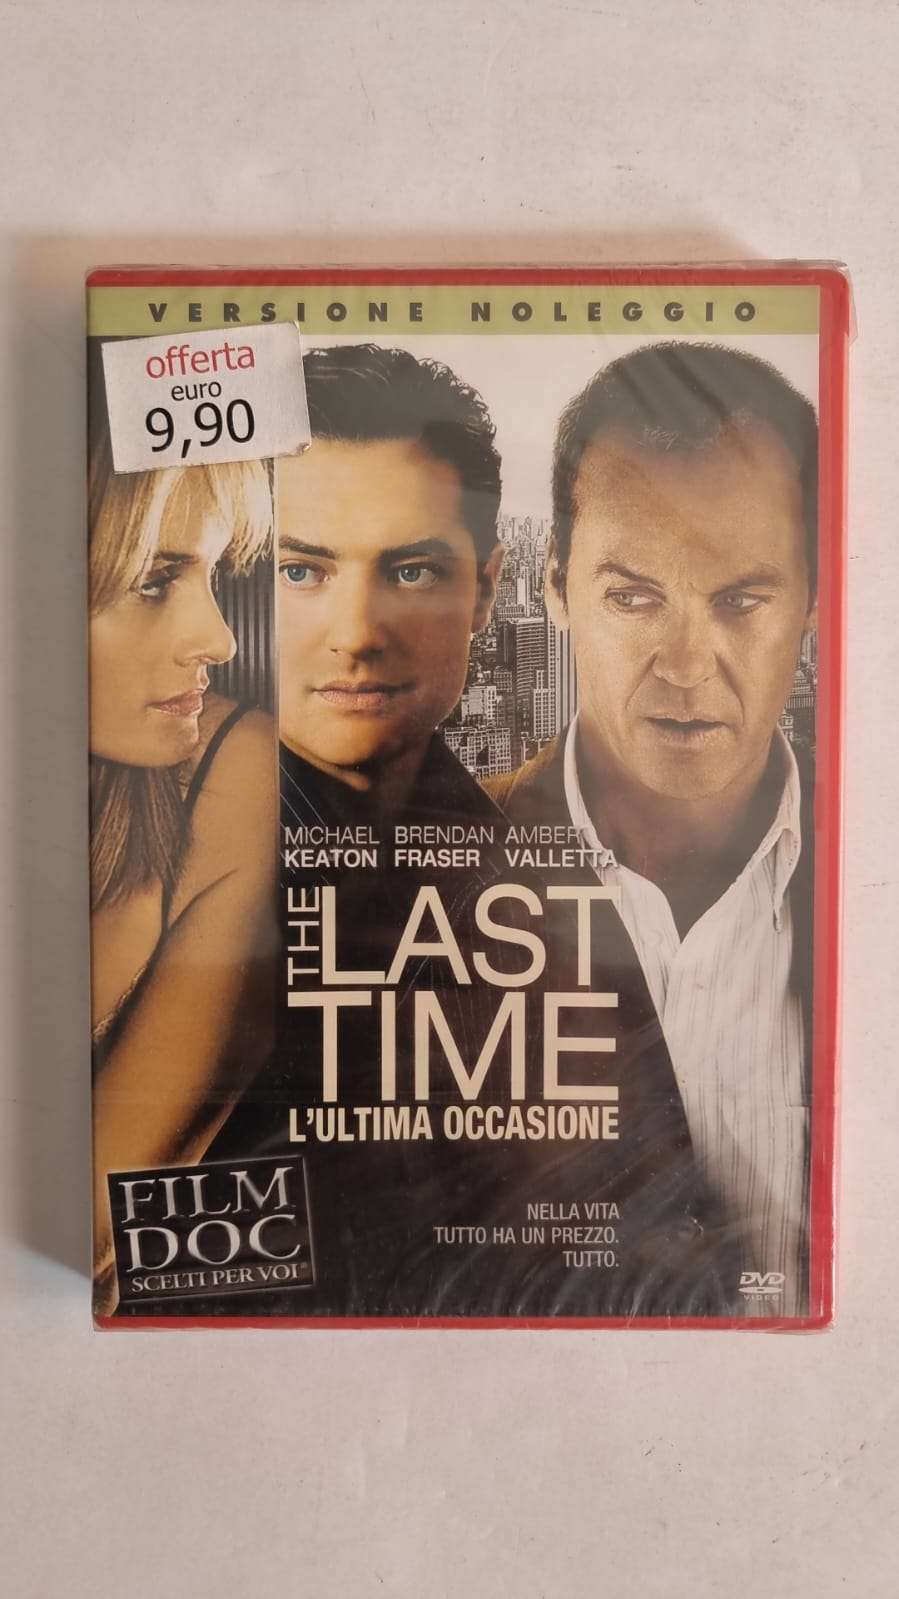 VERSIONE NOLEGGIO
offerta
euro
9,90
MICHAEL BRENDAN AMBER
KEATON FRASER VALLETTA
THE LAST
TIME
L'ULTIMA OCCASIONE
FILM
DOC
SCELTI PER VOI
NELLA VITA
TUTTO HA UN PREZZO.
TUTTO.
DVD
VIDEO